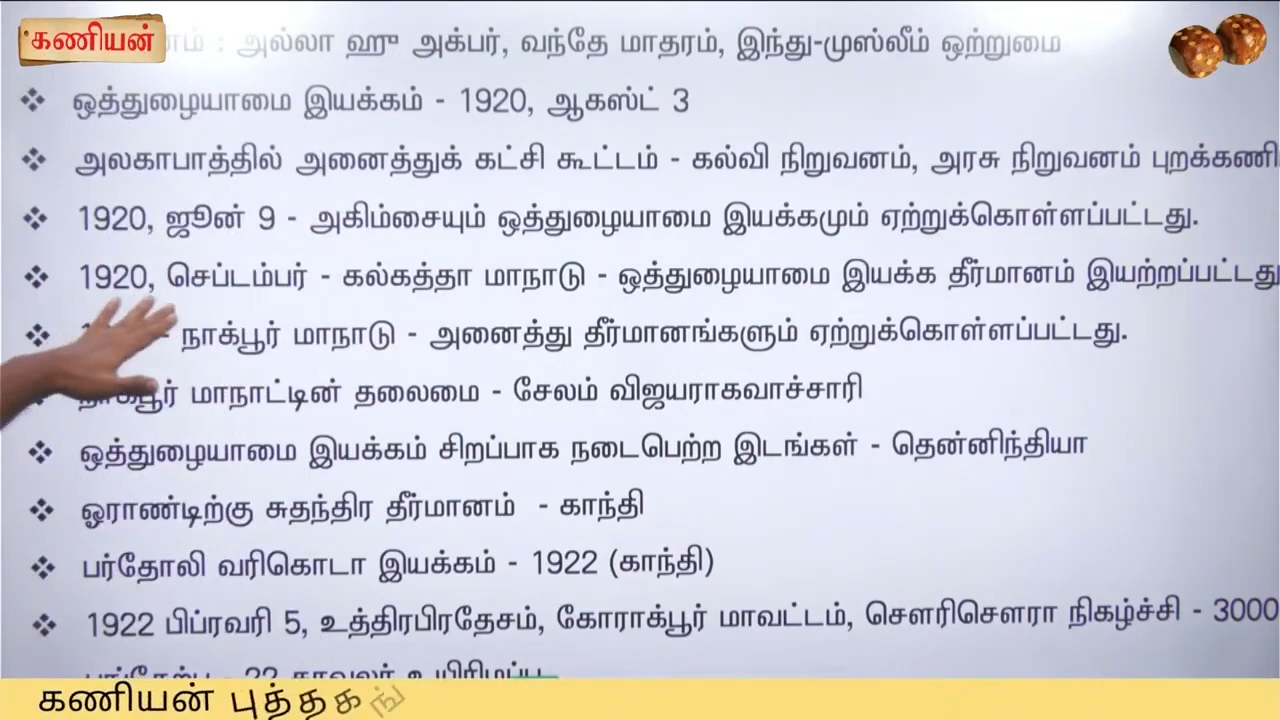 கணியன்
: அல்லா ஹு அக்பர், வந்தே மாதரம், இந்து-முஸ்லீம் ஒற்றுமை
ஒத்துழையாமை இயக்கம் - 1920, ஆகஸ்ட் 3
அலகாபாத்தில் அனைத்துக் கட்சி கூட்டம் - கல்வி நிறுவனம், அரசு நிறுவனம் புறக்கணி
1920, ஜூன் 9 - அகிம்சையும் ஒத்துழையாமை இயக்கமும் ஏற்றுக்கொள்ளப்பட்டது.
1920, செப்டம்பர் - கல்கத்தா மாநாடு - ஒத்துழையாமை இயக்க தீர்மானம் இயற்றப்பட்டது
- நாக்பூர் மாநாடு - அனைத்து தீர்மானங்களும் ஏற்றுக்கொள்ளப்பட்டது.
நாக்பூர் மாநாட்டின் தலைமை - சேலம் விஜயராகவாச்சாரி
ஒத்துழையாமை இயக்கம் சிறப்பாக நடைபெற்ற இடங்கள் - தென்னிந்தியா
ஓராண்டிற்கு சுதந்திர தீர்மானம் - காந்தி
பர்தோலி வரிகொடா இயக்கம் - 1922 (காந்தி)
1922 பிப்ரவரி 5, உத்திரபிரதேசம், கோராக்பூர் மாவட்டம், சௌரிசௌரா நிகழ்ச்சி - 3000
கணியன் புத்தகங்